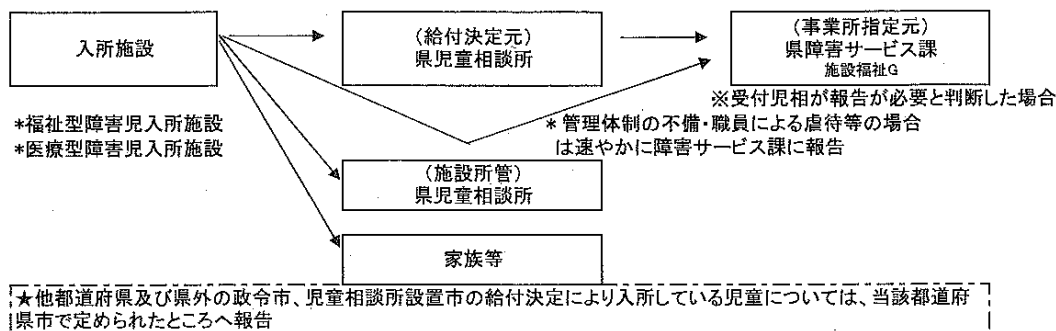 入所施設
(給付決定元)
県児童相談所
(事業所指定元)
県障害サービス課
施設福祉G
※受付児相が報告が必要と判断した場合
*福祉型障害児入所施設
*医療型障害児入所施設
*管理体制の不備・職員による虐待等の場合
は速やかに障害サービス課に報告
(施設所管)
県児童相談所
家族等
★他都道府県及び県外の政令市、児童相談所設置市の給付決定により入所している児童については、当該都道府
県市で定められたところへ報告